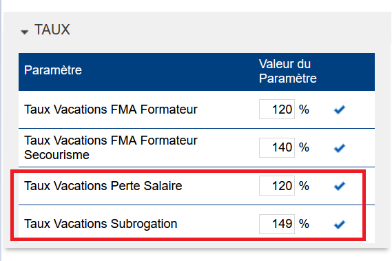 TAUX
Paramètre Valeur du
Paramètre
Taux Vacations FMA Formateur 120 %
Taux Vacations FMA Formateur
Secourisme 140 %
Taux Vacations Perte Salaire 120 %
Taux Vacations Subrogation 149 %